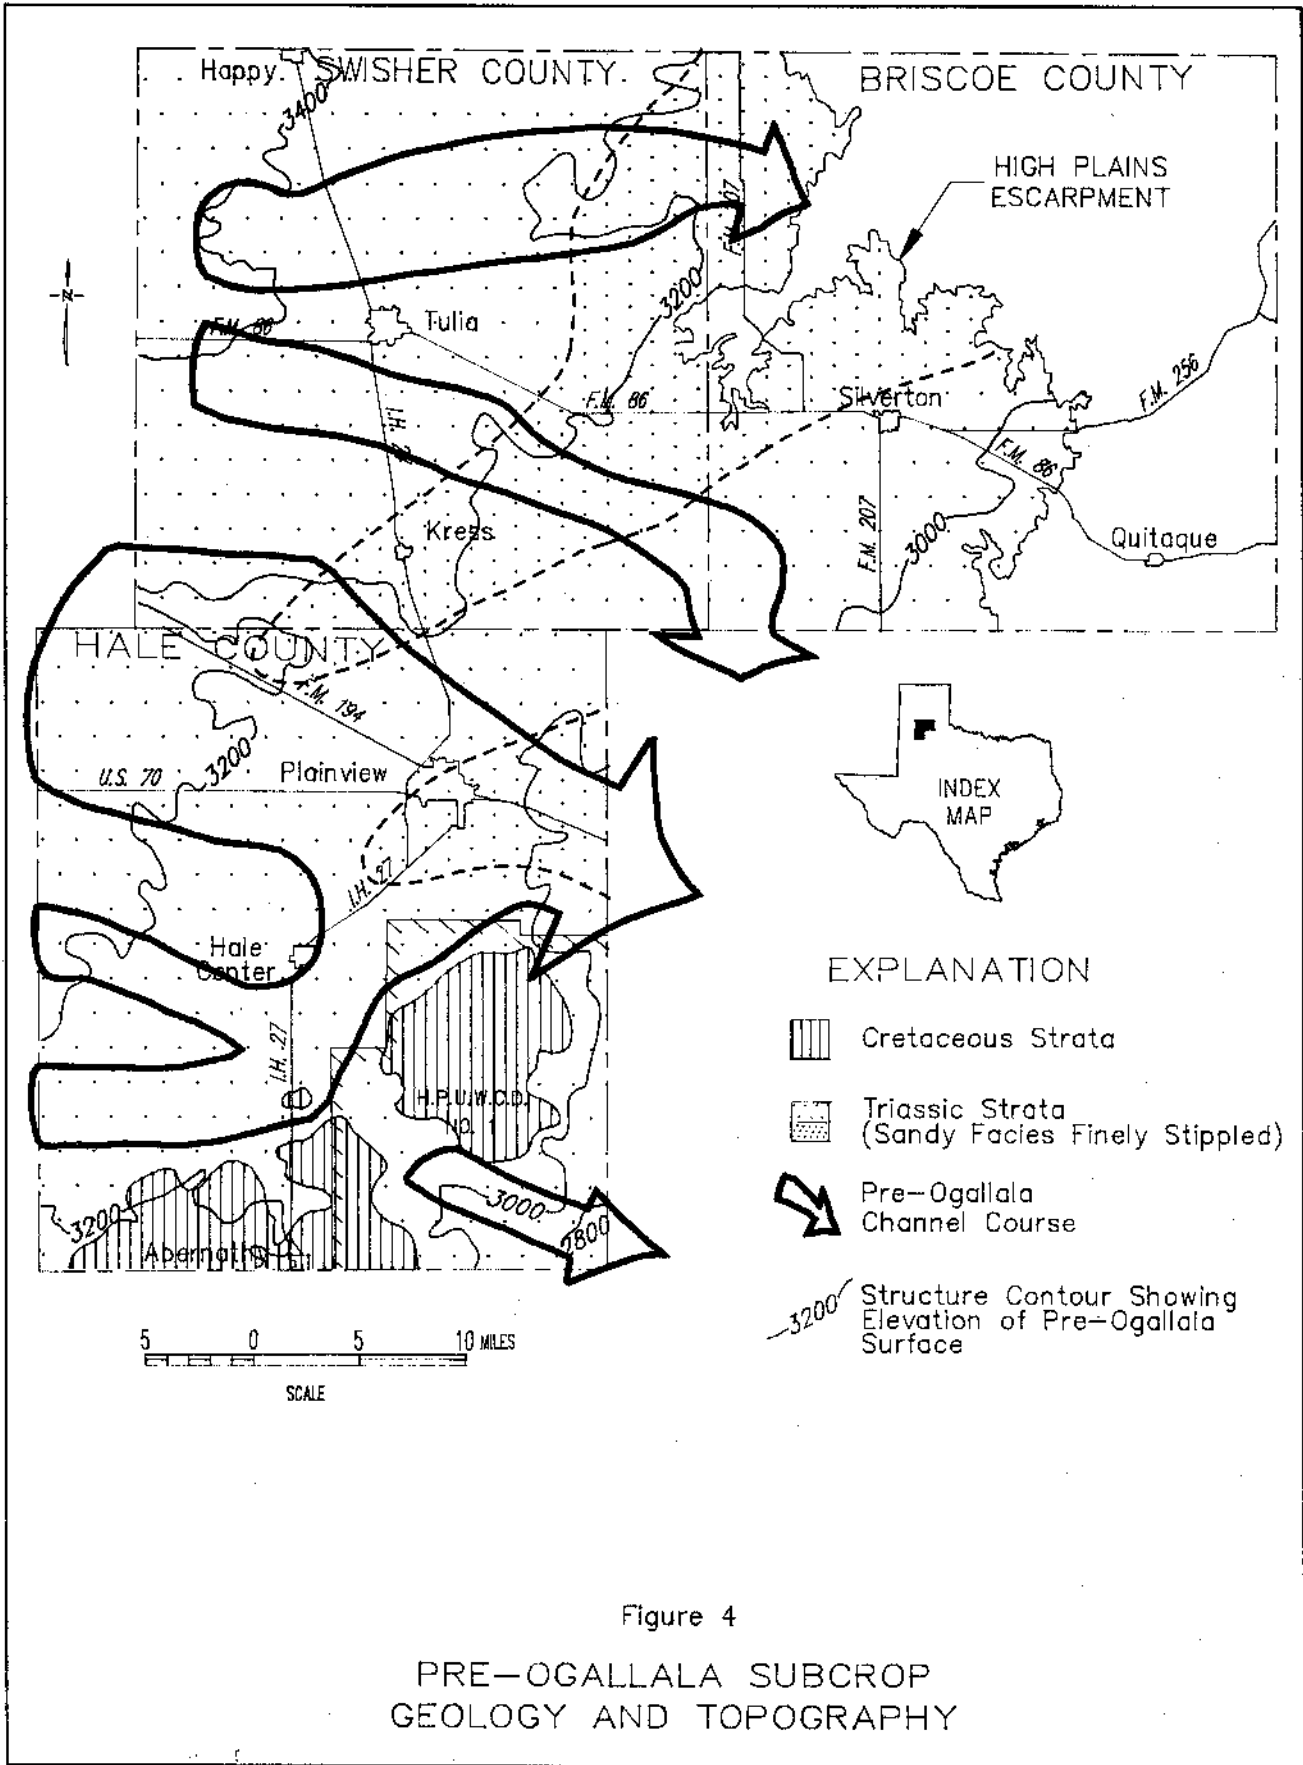 Happy.
SWISHER COUNTY.
BRISCOE COUNTY
3400
HIGH PLAINS
ESCARPMENT
-N-
3200
F.M. 86
Tulia
F.M. 86
Silverton
F.M. 256
I.H.
F.M. 86
Kress
F.M. 207
3000
Quitaque
HALE COUNTY
F.M. 194
3200
U.S. 70
Plainview
INDEX
MAP
I.H. 27
Hale
Center
EXPLANATION
I.H. 27
Cretaceous Strata
H.P.U.W.C.D.
NO. 1
Triassic Strata
(Sandy Facies Finely Stippled)
3200
3000
2800
Pre-Ogallala
Channel Course
Abernathy
3200
Structure Contour Showing
Elevation of Pre-Ogallala
Surface
5 0 5 10 MILES
SCALE
Figure 4
PRE-OGALLALA SUBCROP
GEOLOGY AND TOPOGRAPHY